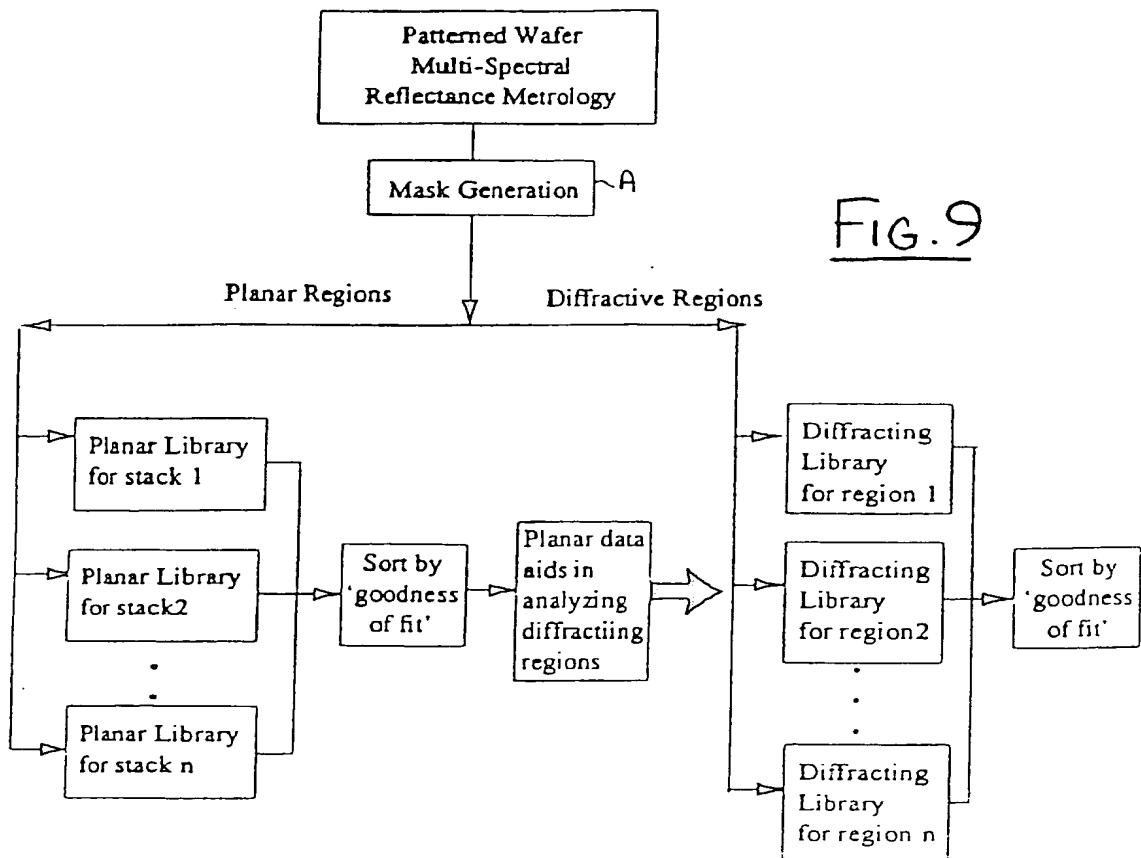 Patterned Wafer
Multi-Spectral
Reflectance Metrology
Mask Generation
A
FIG. 9
Planar Regions
Diffractive Regions
Planar Library
for stack 1
Planar Library
for stack2
Planar Library
for stack n
Sort by
‘goodness
of fit’
Planar data
aids in
analyzing
diffractiing
regions
Diffracting
Library
for region 1
Diffracting
Library
for region2
Diffracting
Library
for region n
Sort by
‘goodness
of fit’